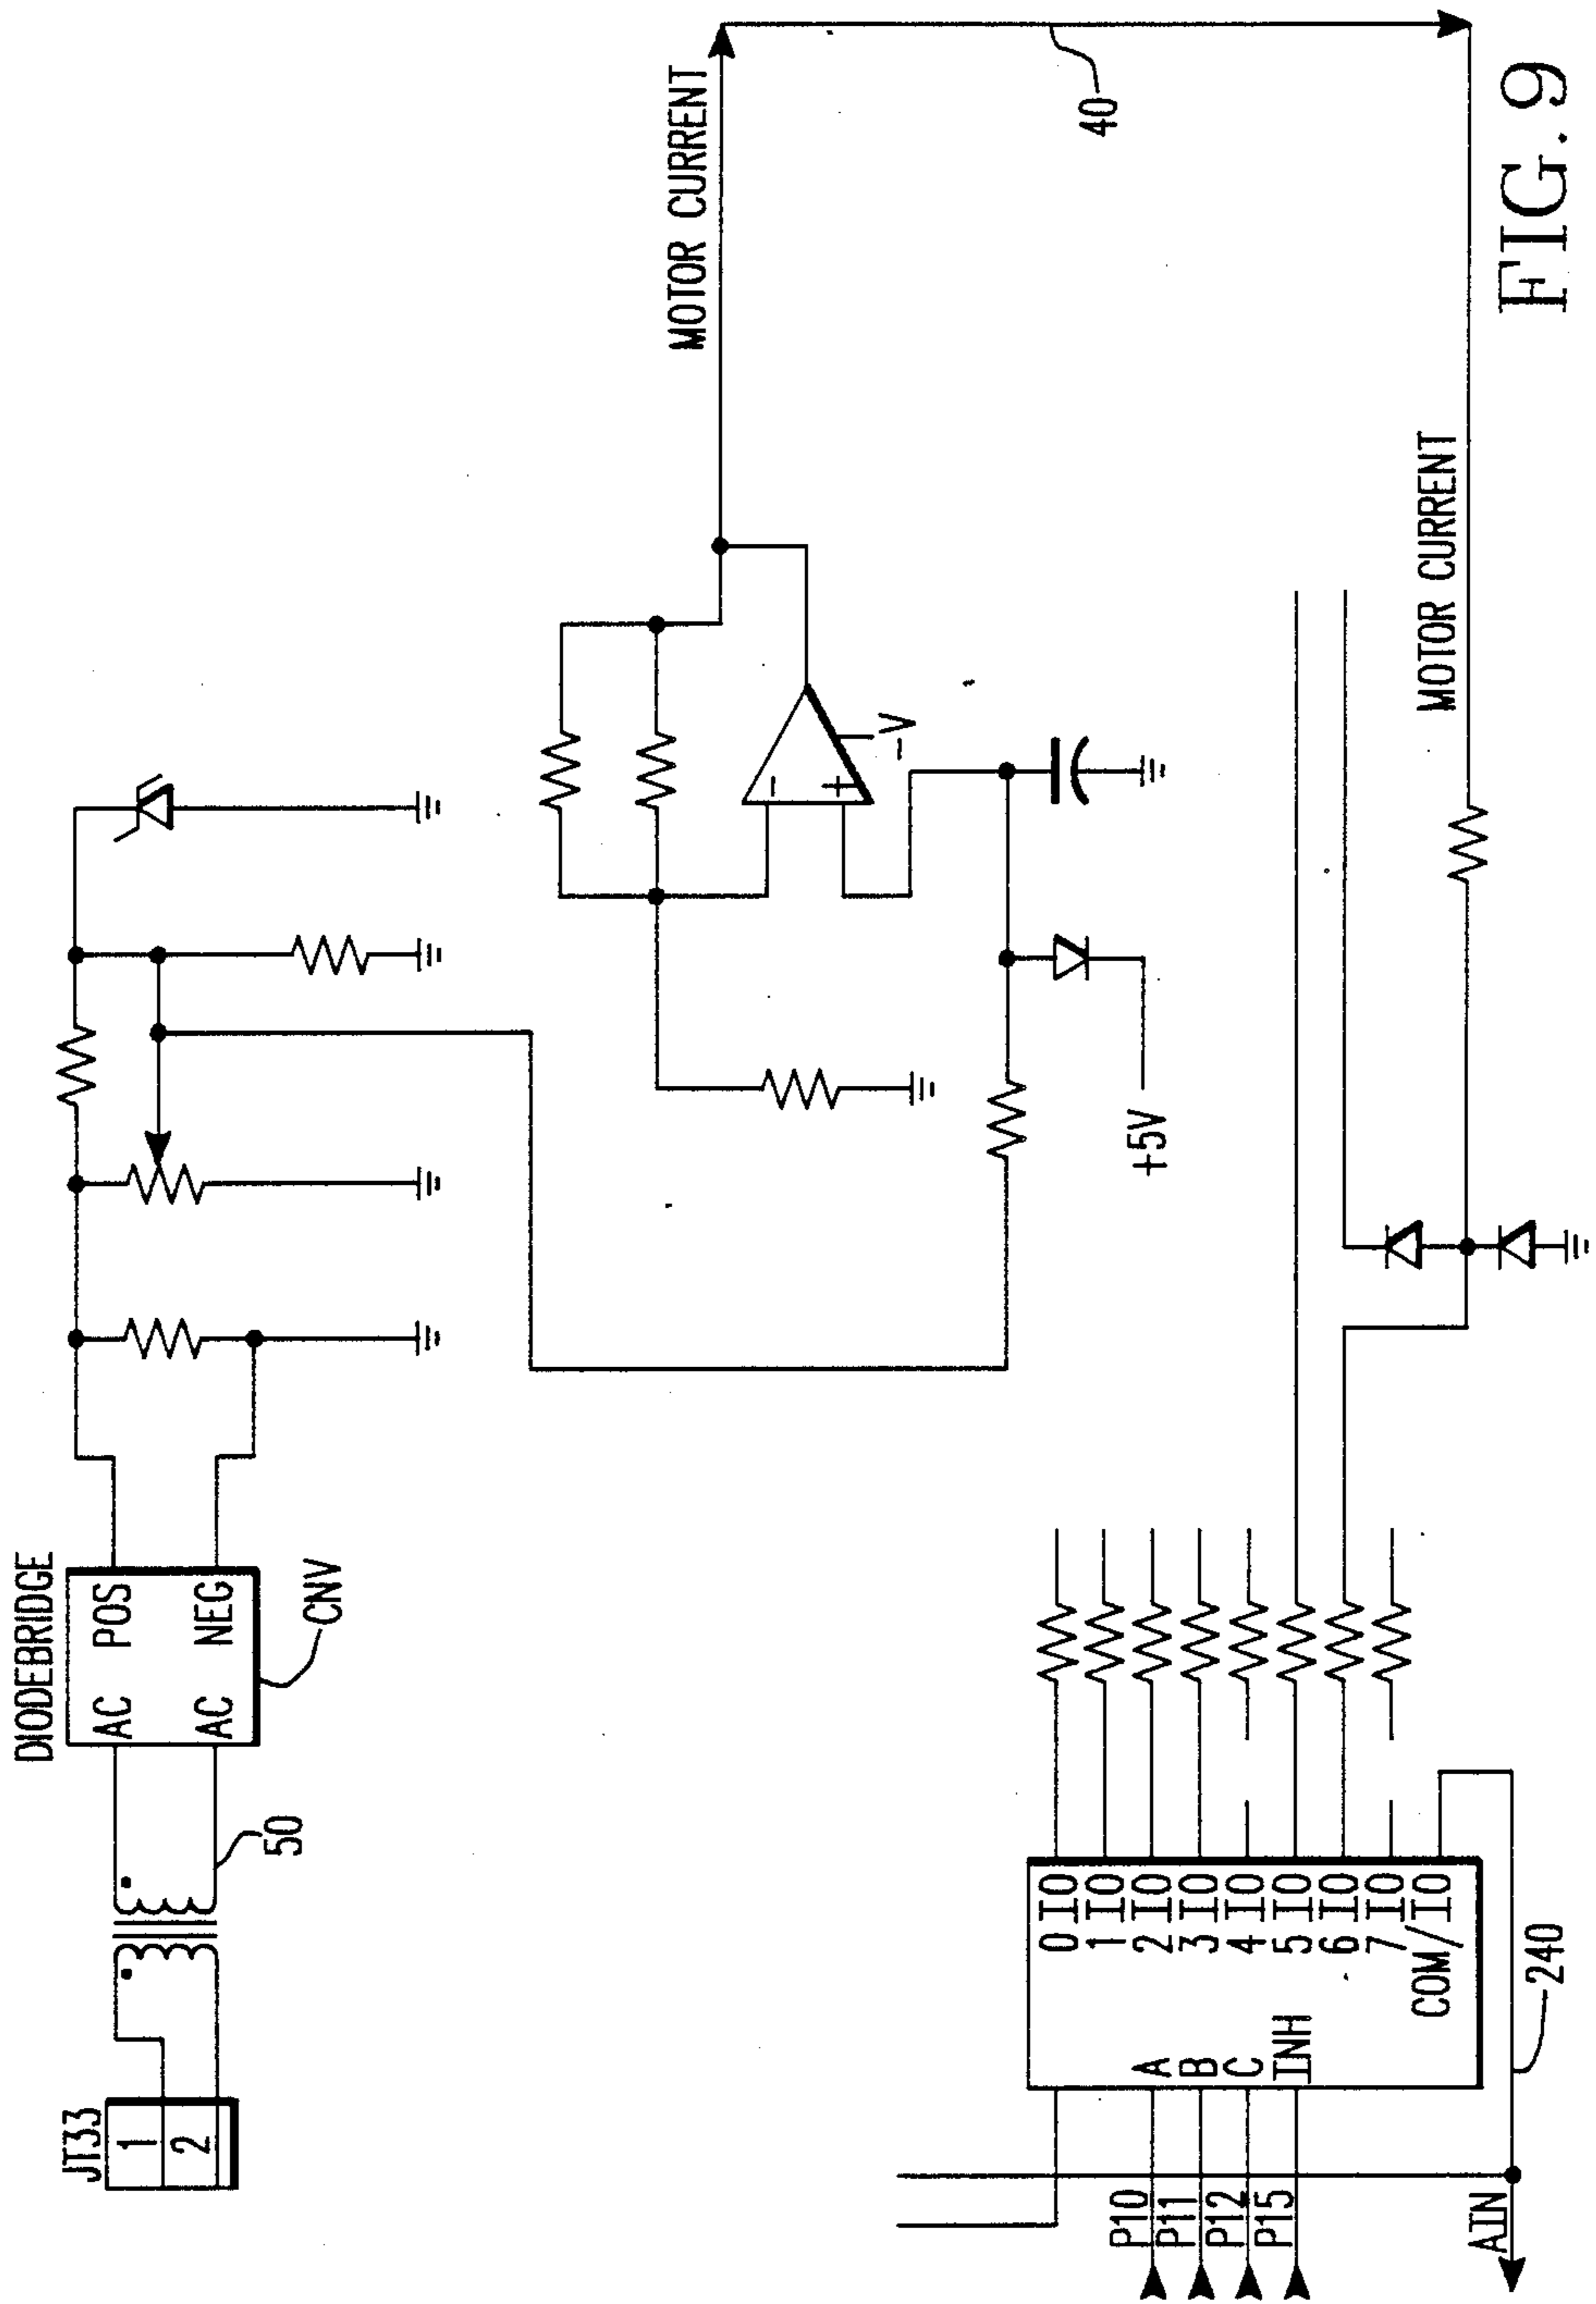 JT33
1
2
50
DIODEBRIDGE
AC POS
AC NEG
CNV
MOTOR CURRENT
-
+
-V
+5V
40
MOTOR CURRENT
P10
P11
P12
P15
A
B
C
INH
0 IO
1 IO
2 IO
3 IO
4 IO
5 IO
6 IO
7 IO
COM/IO
AIN
240
FIG. 9